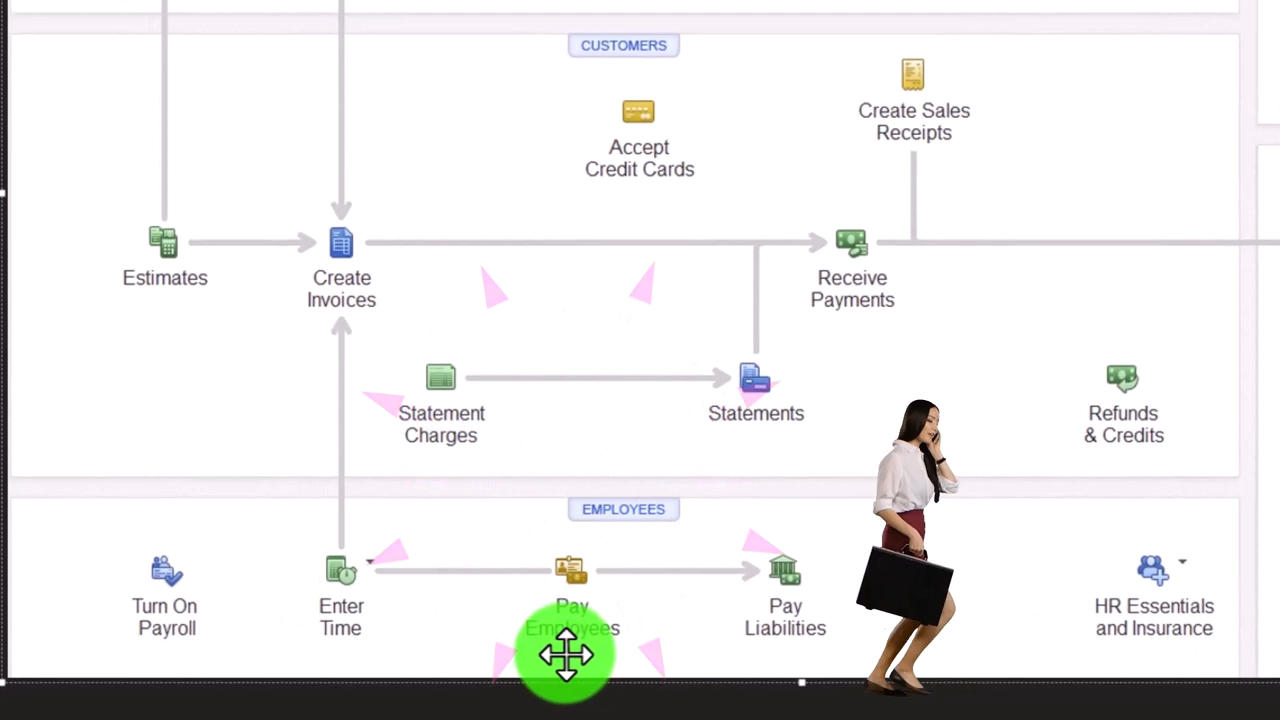 CUSTOMERS
Create Sales
Receipts
Accept
Credit Cards
Estimates
Create
Invoices
Receive
Payments
Statement
Charges
Statements
Refunds
& Credits
EMPLOYEES
Turn On
Payroll
Enter
Time
Pay
Employees
Pay
Liabilities
HR Essentials
and Insurance